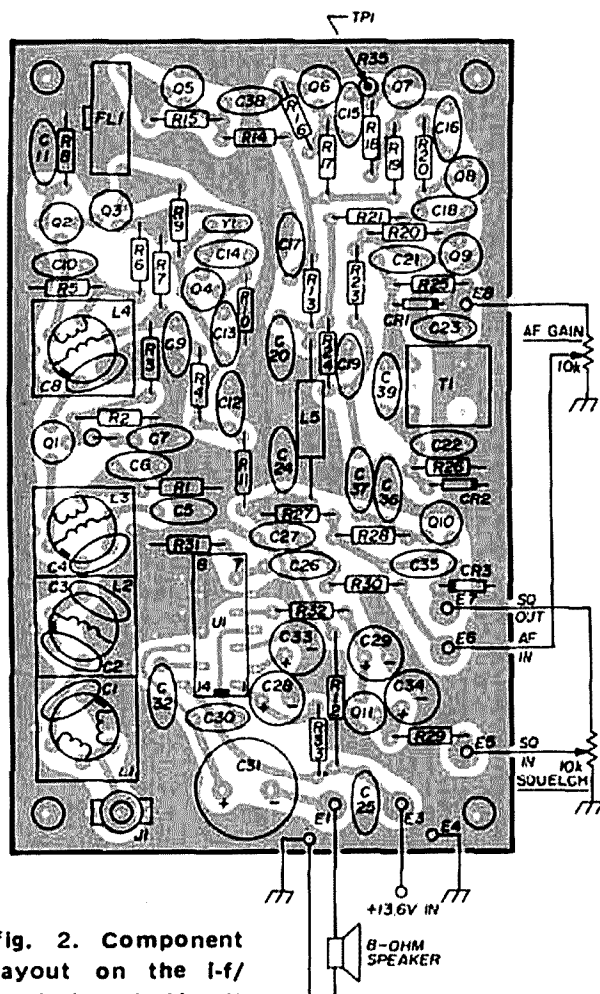 TP1
R35
Q5
Q6
Q7
C38
R16
C15
FL1
R15
R14
R18
C16
C11
R8
R17
R19
R20
Q8
Q2
Q3
R9
Y1
C17
R21
C18
R20
C10
R6
R7
C14
C21
Q9
R5
Q4
R13
R23
R25
E8
L4
R10
CR1
C13
C23
AF GAIN
10k
R3
C9
C20
R24
C19
C39
T1
C8
R4
C12
L5
R2
Q1
C7
C22
C6
R11
C24
R26
R1
C37
C36
CR2
L3
C5
R27
Q10
C4
R31
C27
R28
C3
L2
8
7
C26
C35
CR3
R30
E7
SQ OUT
U1
R32
E6
AF IN
C2
C33
C29
C1
C32
14
1
C28
C34
R12
Q11
C30
R33
R29
E5
SQ IN
10k
SQUELCH
L1
C31
C25
J1
E1
E3
E4
+13.6V IN
8-OHM
SPEAKER
fig. 2. Component
layout on the i-f/